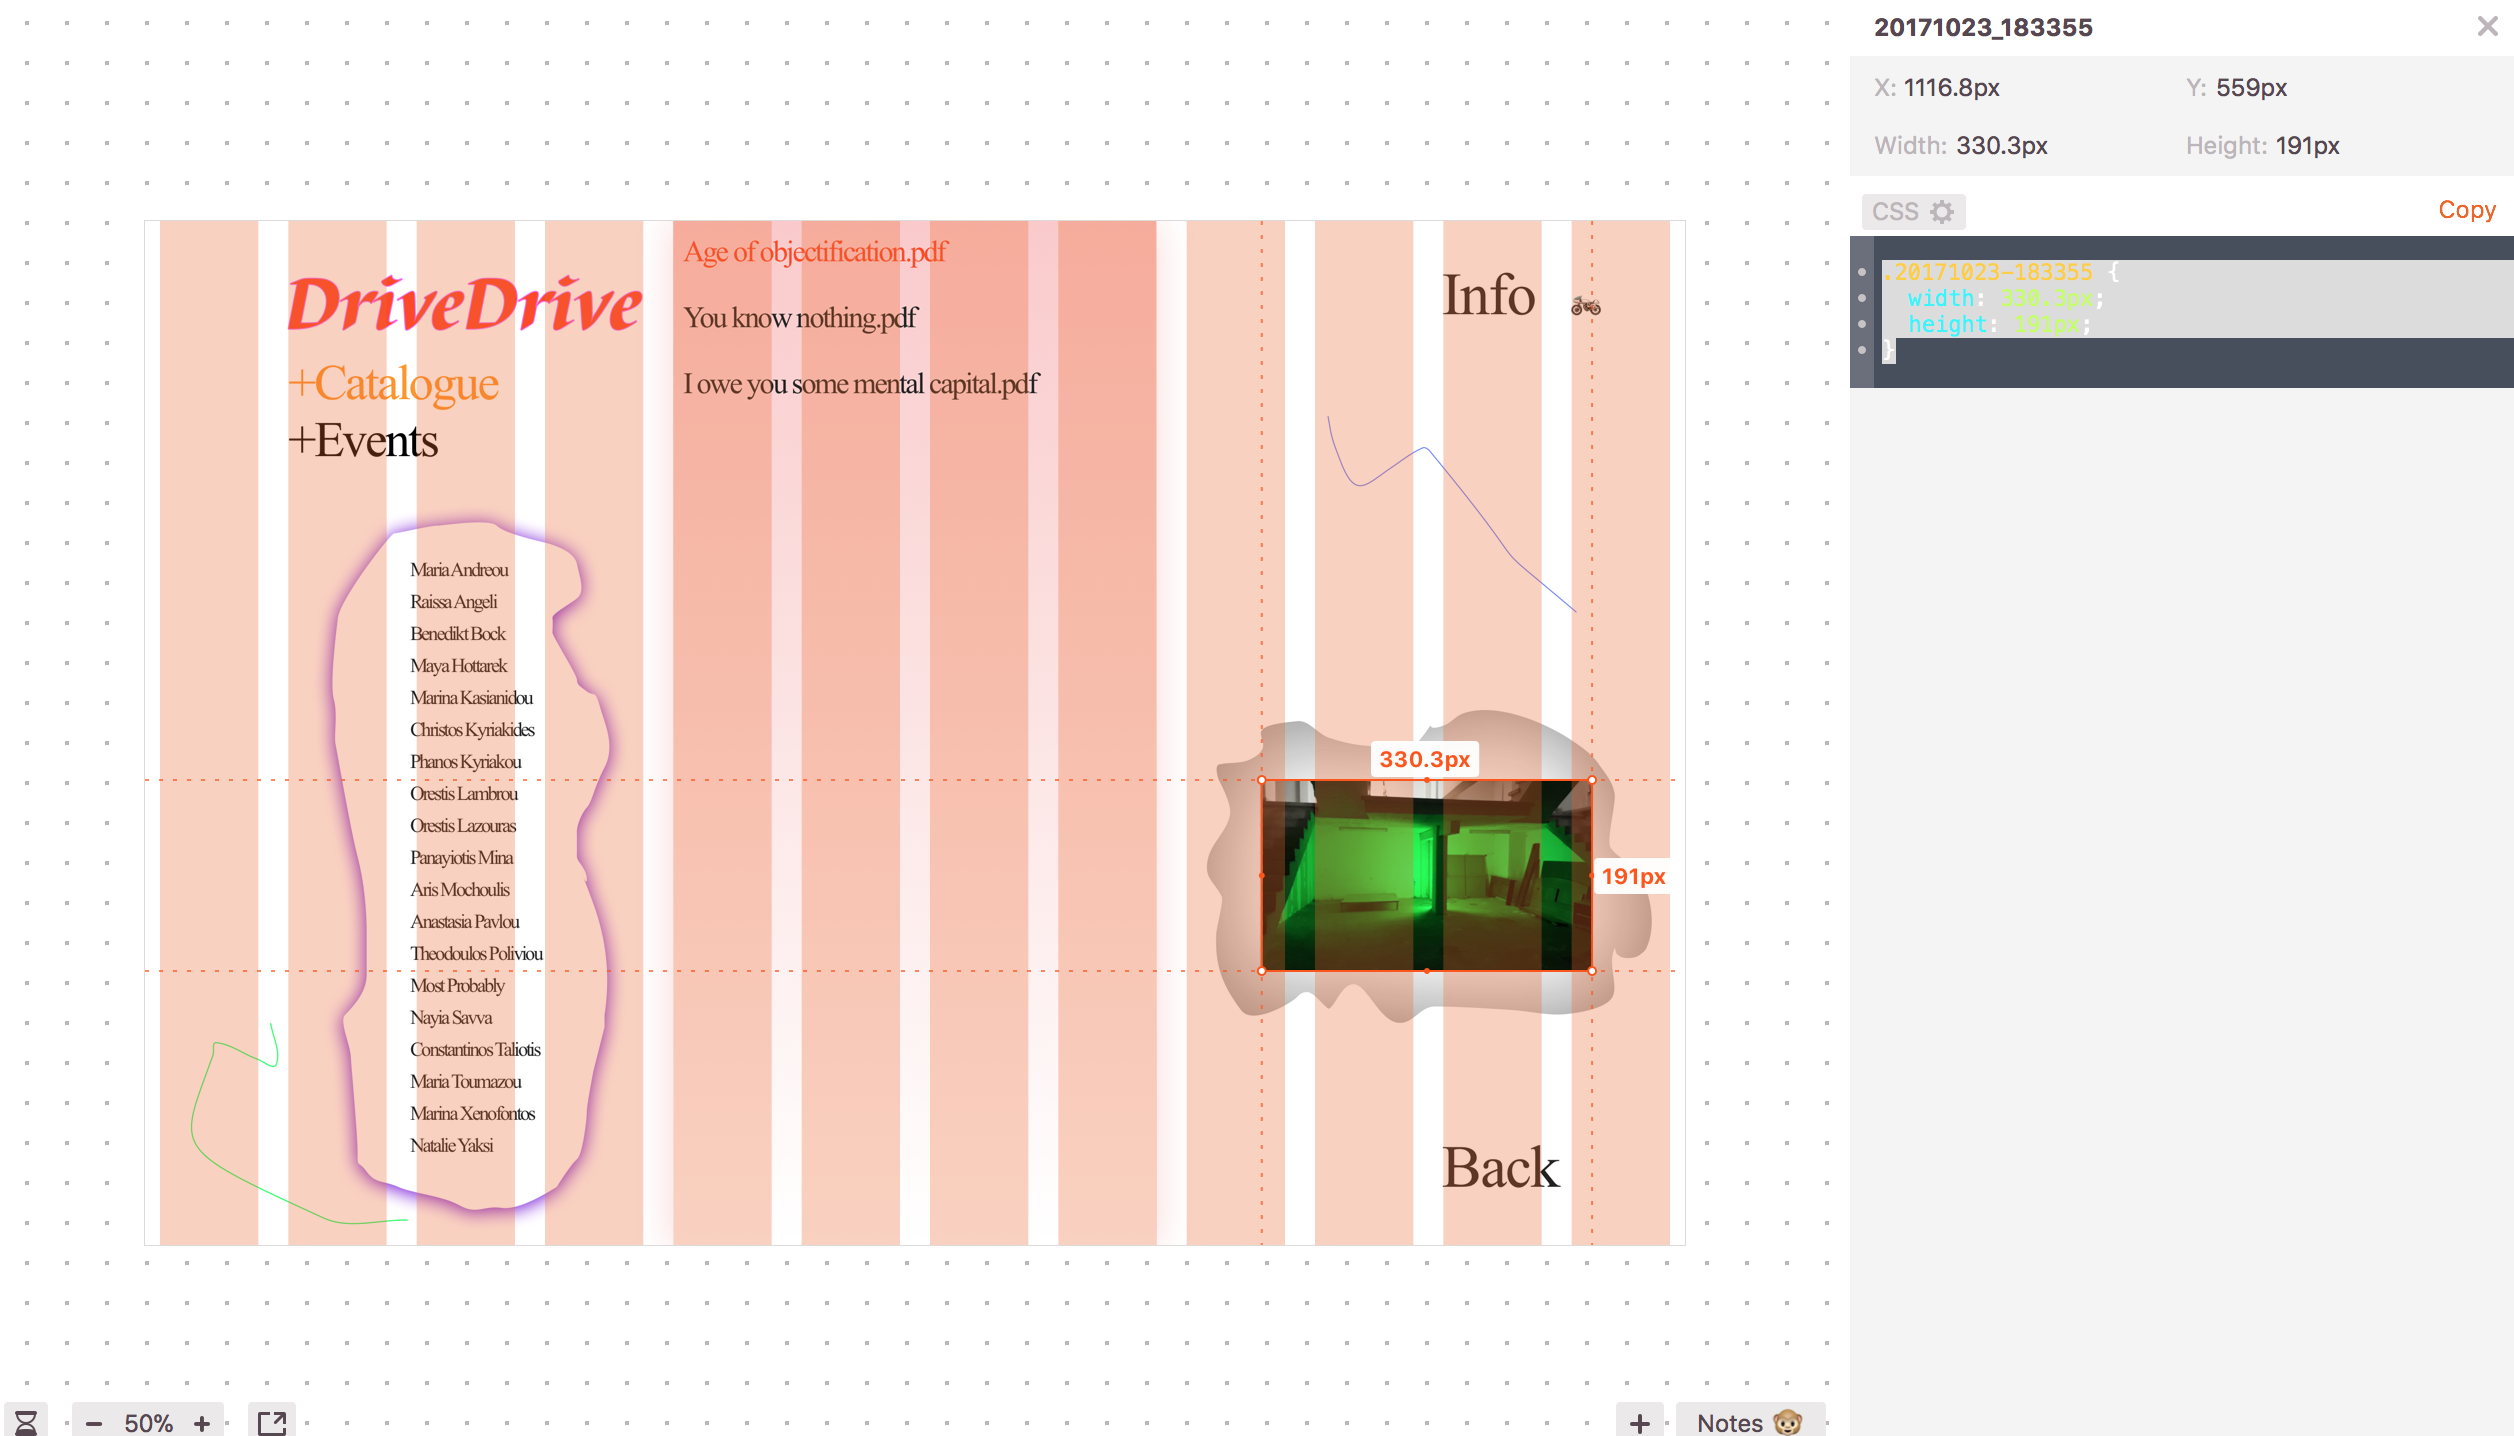 20171023_183355
X: 1116.8px Y: 559px
Width: 330.3px Height: 191px
CSS Copy
.20171023-183355 {
width: 330.3px;
height: 191px;
}
DriveDrive
+Catalogue
+Events
Age of objectification.pdf
You know nothing.pdf
I owe you some mental capital.pdf
Info
Maria Andreou
Raissa Angeli
Benedikt Bock
Maya Hottarek
Marina Kasianidou
Christos Kyriakides
Phanos Kyriakou
Orestis Lambrou
Orestis Lazouras
Panayiotis Mina
Aris Mochoulis
Anastasia Pavlou
Theodoulos Poliviou
Most Probably
Nayia Savva
Constantinos Taliotis
Maria Toumazou
Marina Xenofontos
Natalie Yaksi
330.3px
191px
Back
− 50% +
+ Notes